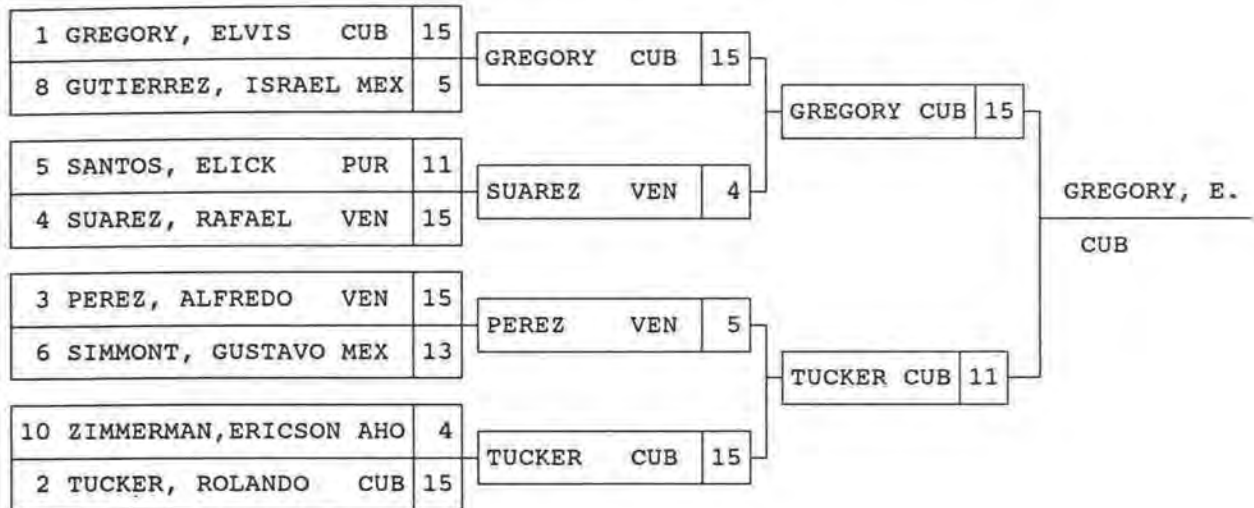 1 GREGORY, ELVIS CUB 15
8 GUTIERREZ, ISRAEL MEX 5
GREGORY CUB 15
5 SANTOS, ELICK PUR 11
4 SUAREZ, RAFAEL VEN 15
SUAREZ VEN 4
GREGORY CUB 15
3 PEREZ, ALFREDO VEN 15
6 SIMMONT, GUSTAVO MEX 13
PEREZ VEN 5
10 ZIMMERMAN,ERICSON AHO 4
2 TUCKER, ROLANDO CUB 15
TUCKER CUB 15
TUCKER CUB 11
GREGORY, E.
CUB